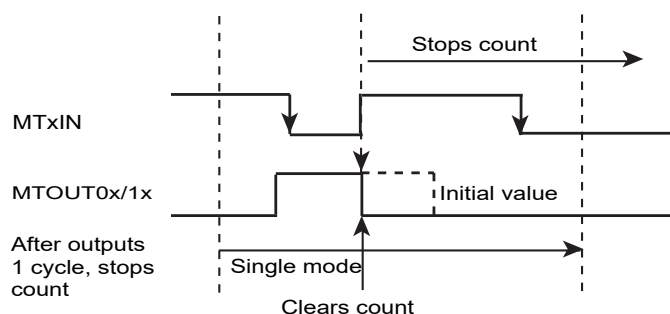 Stops count
MTxIN
MTOUT0x/1x
Initial value
After outputs
1 cycle, stops
count
Single mode
Clears count